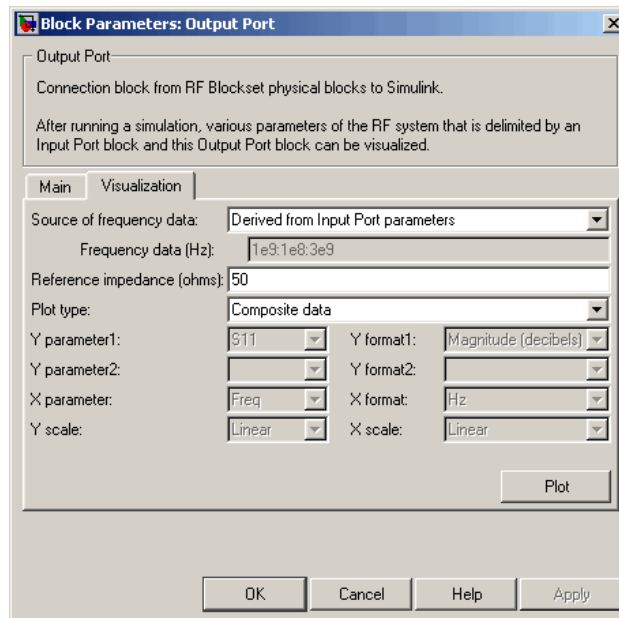 Block Parameters: Output Port
Output Port
Connection block from RF Blockset physical blocks to Simulink.
After running a simulation, various parameters of the RF system that is delimited by an
Input Port block and this Output Port block can be visualized.
Main Visualization
Source of frequency data: Derived from Input Port parameters
Frequency data (Hz): 1e9:1e8:3e9
Reference impedance (ohms): 50
Plot type: Composite data
Y parameter1: S11 Y format1: Magnitude (decibels)
Y parameter2: Y format2:
X parameter: Freq X format: Hz
Y scale: Linear X scale: Linear
Plot
OK Cancel Help Apply